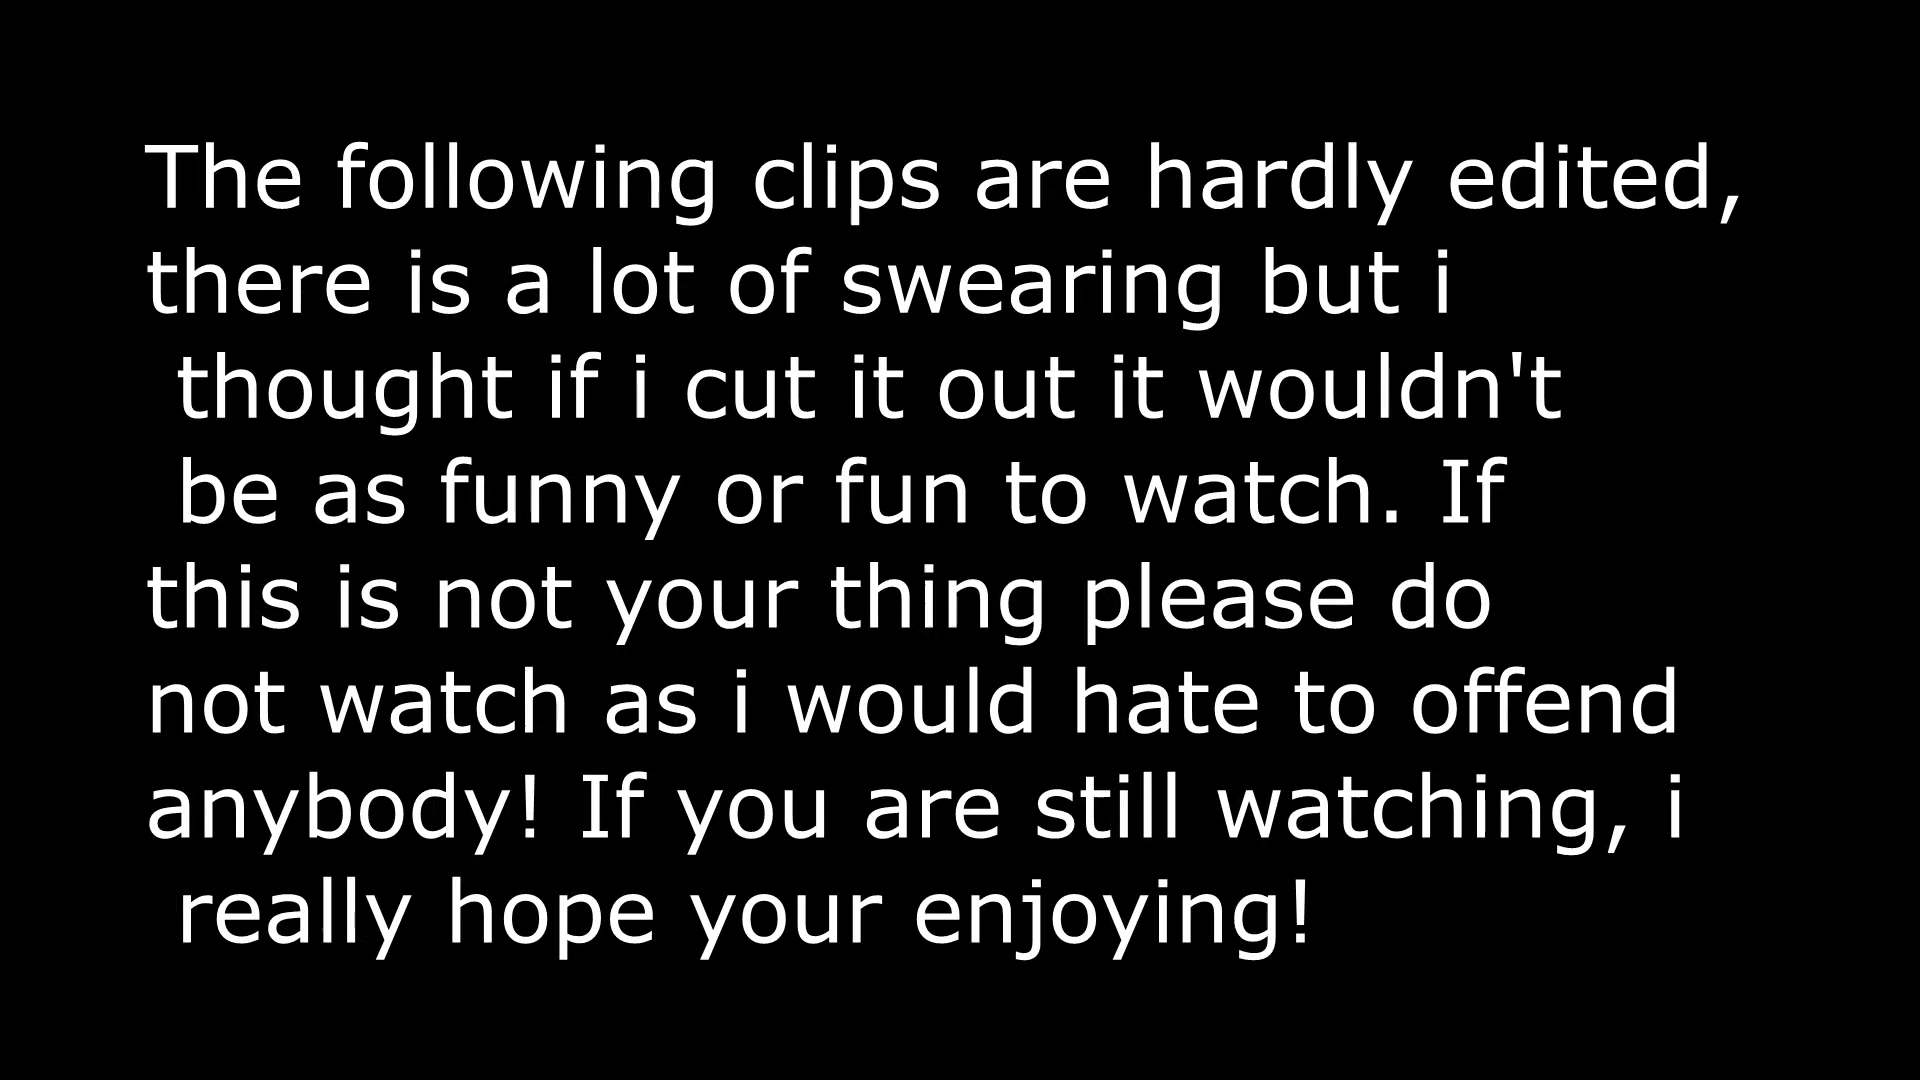 The following clips are hardly edited,
there is a lot of swearing but i
thought if i cut it out it wouldn't
be as funny or fun to watch. If
this is not your thing please do
not watch as i would hate to offend
anybody! If you are still watching, i
really hope your enjoying!